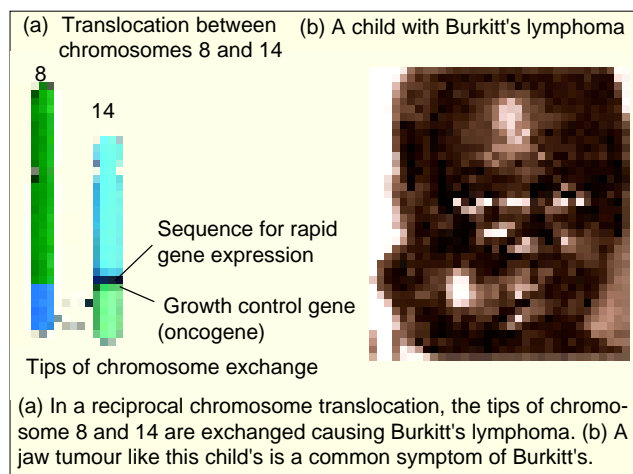 (a) Translocation between
chromosomes 8 and 14
(b) A child with Burkitt's lymphoma
8
14
Sequence for rapid
gene expression
Growth control gene
(oncogene)
Tips of chromosome exchange
(a) In a reciprocal chromosome translocation, the tips of chromo-
some 8 and 14 are exchanged causing Burkitt's lymphoma. (b) A
jaw tumour like this child's is a common symptom of Burkitt's.